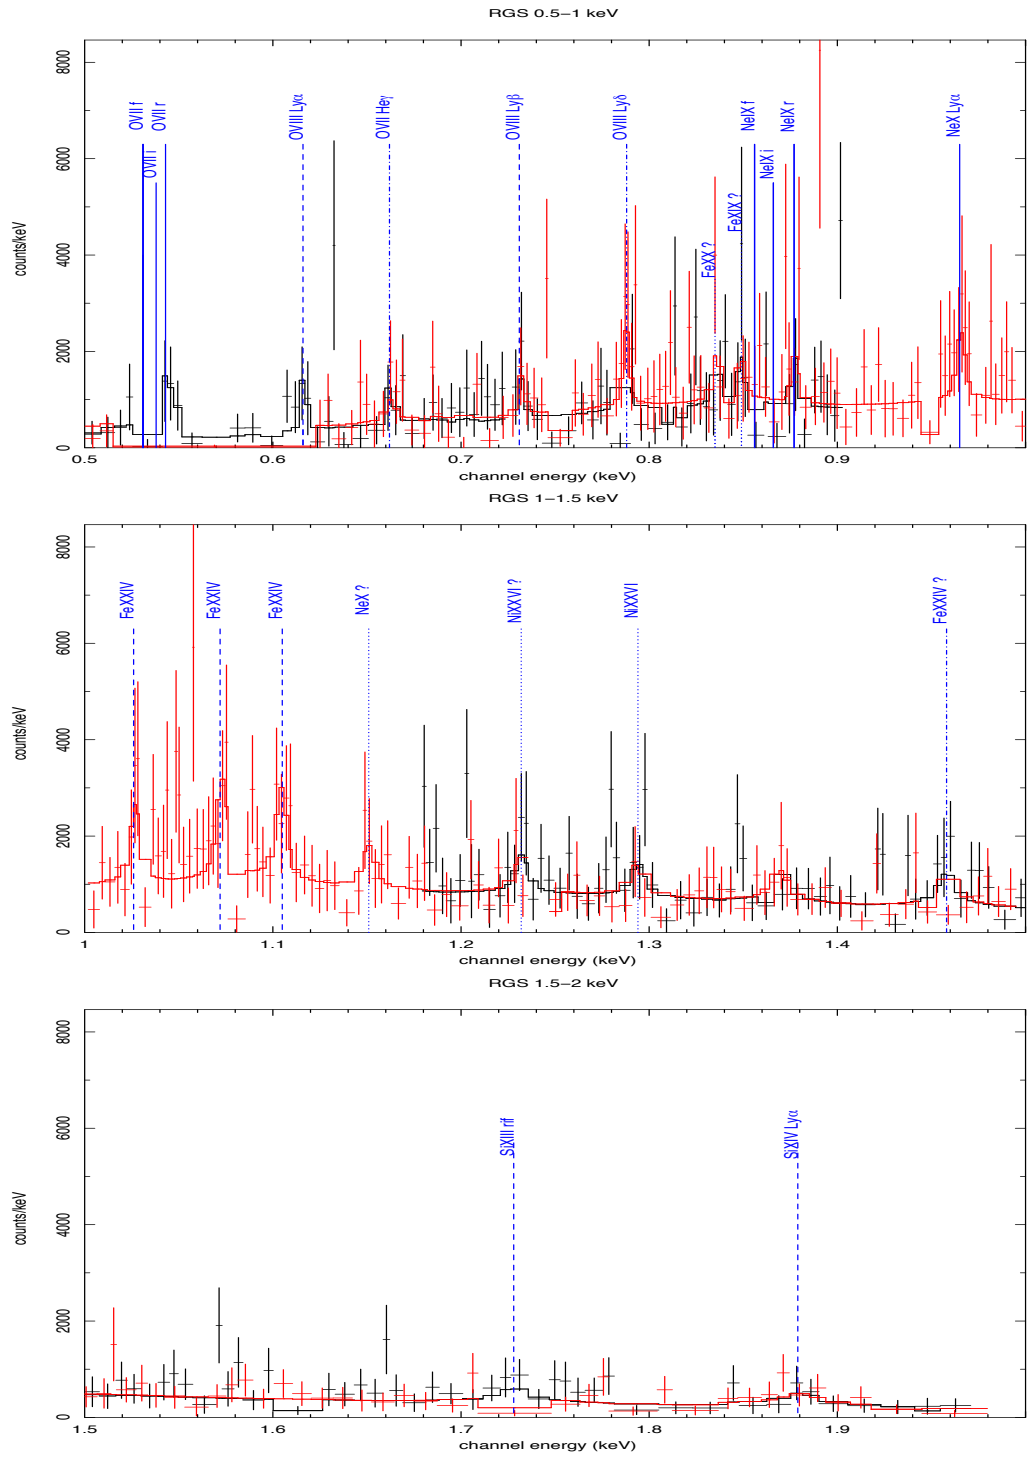 RGS 0.5−1 keV
counts/keV
0 2000 4000 6000 8000
OVII f
OVII i
OVII r
OVIII Lyα
OVII Heγ
OVIII Lyβ
OVIII Lyδ
FeXX ?
FeXIX ?
NeIX f
NeIX i
NeIX r
NeX Lyα
0.5 0.6 0.7 0.8 0.9
channel energy (keV)
RGS 1−1.5 keV
counts/keV
0 2000 4000 6000 8000
FeXXIV
FeXXIV
FeXXIV
NeX ?
NiXXVI ?
NiXXVI
FeXXIV ?
1 1.1 1.2 1.3 1.4
channel energy (keV)
RGS 1.5−2 keV
counts/keV
0 2000 4000 6000 8000
SiXIII rif
SiXIV Lyα
1.5 1.6 1.7 1.8 1.9
channel energy (keV)